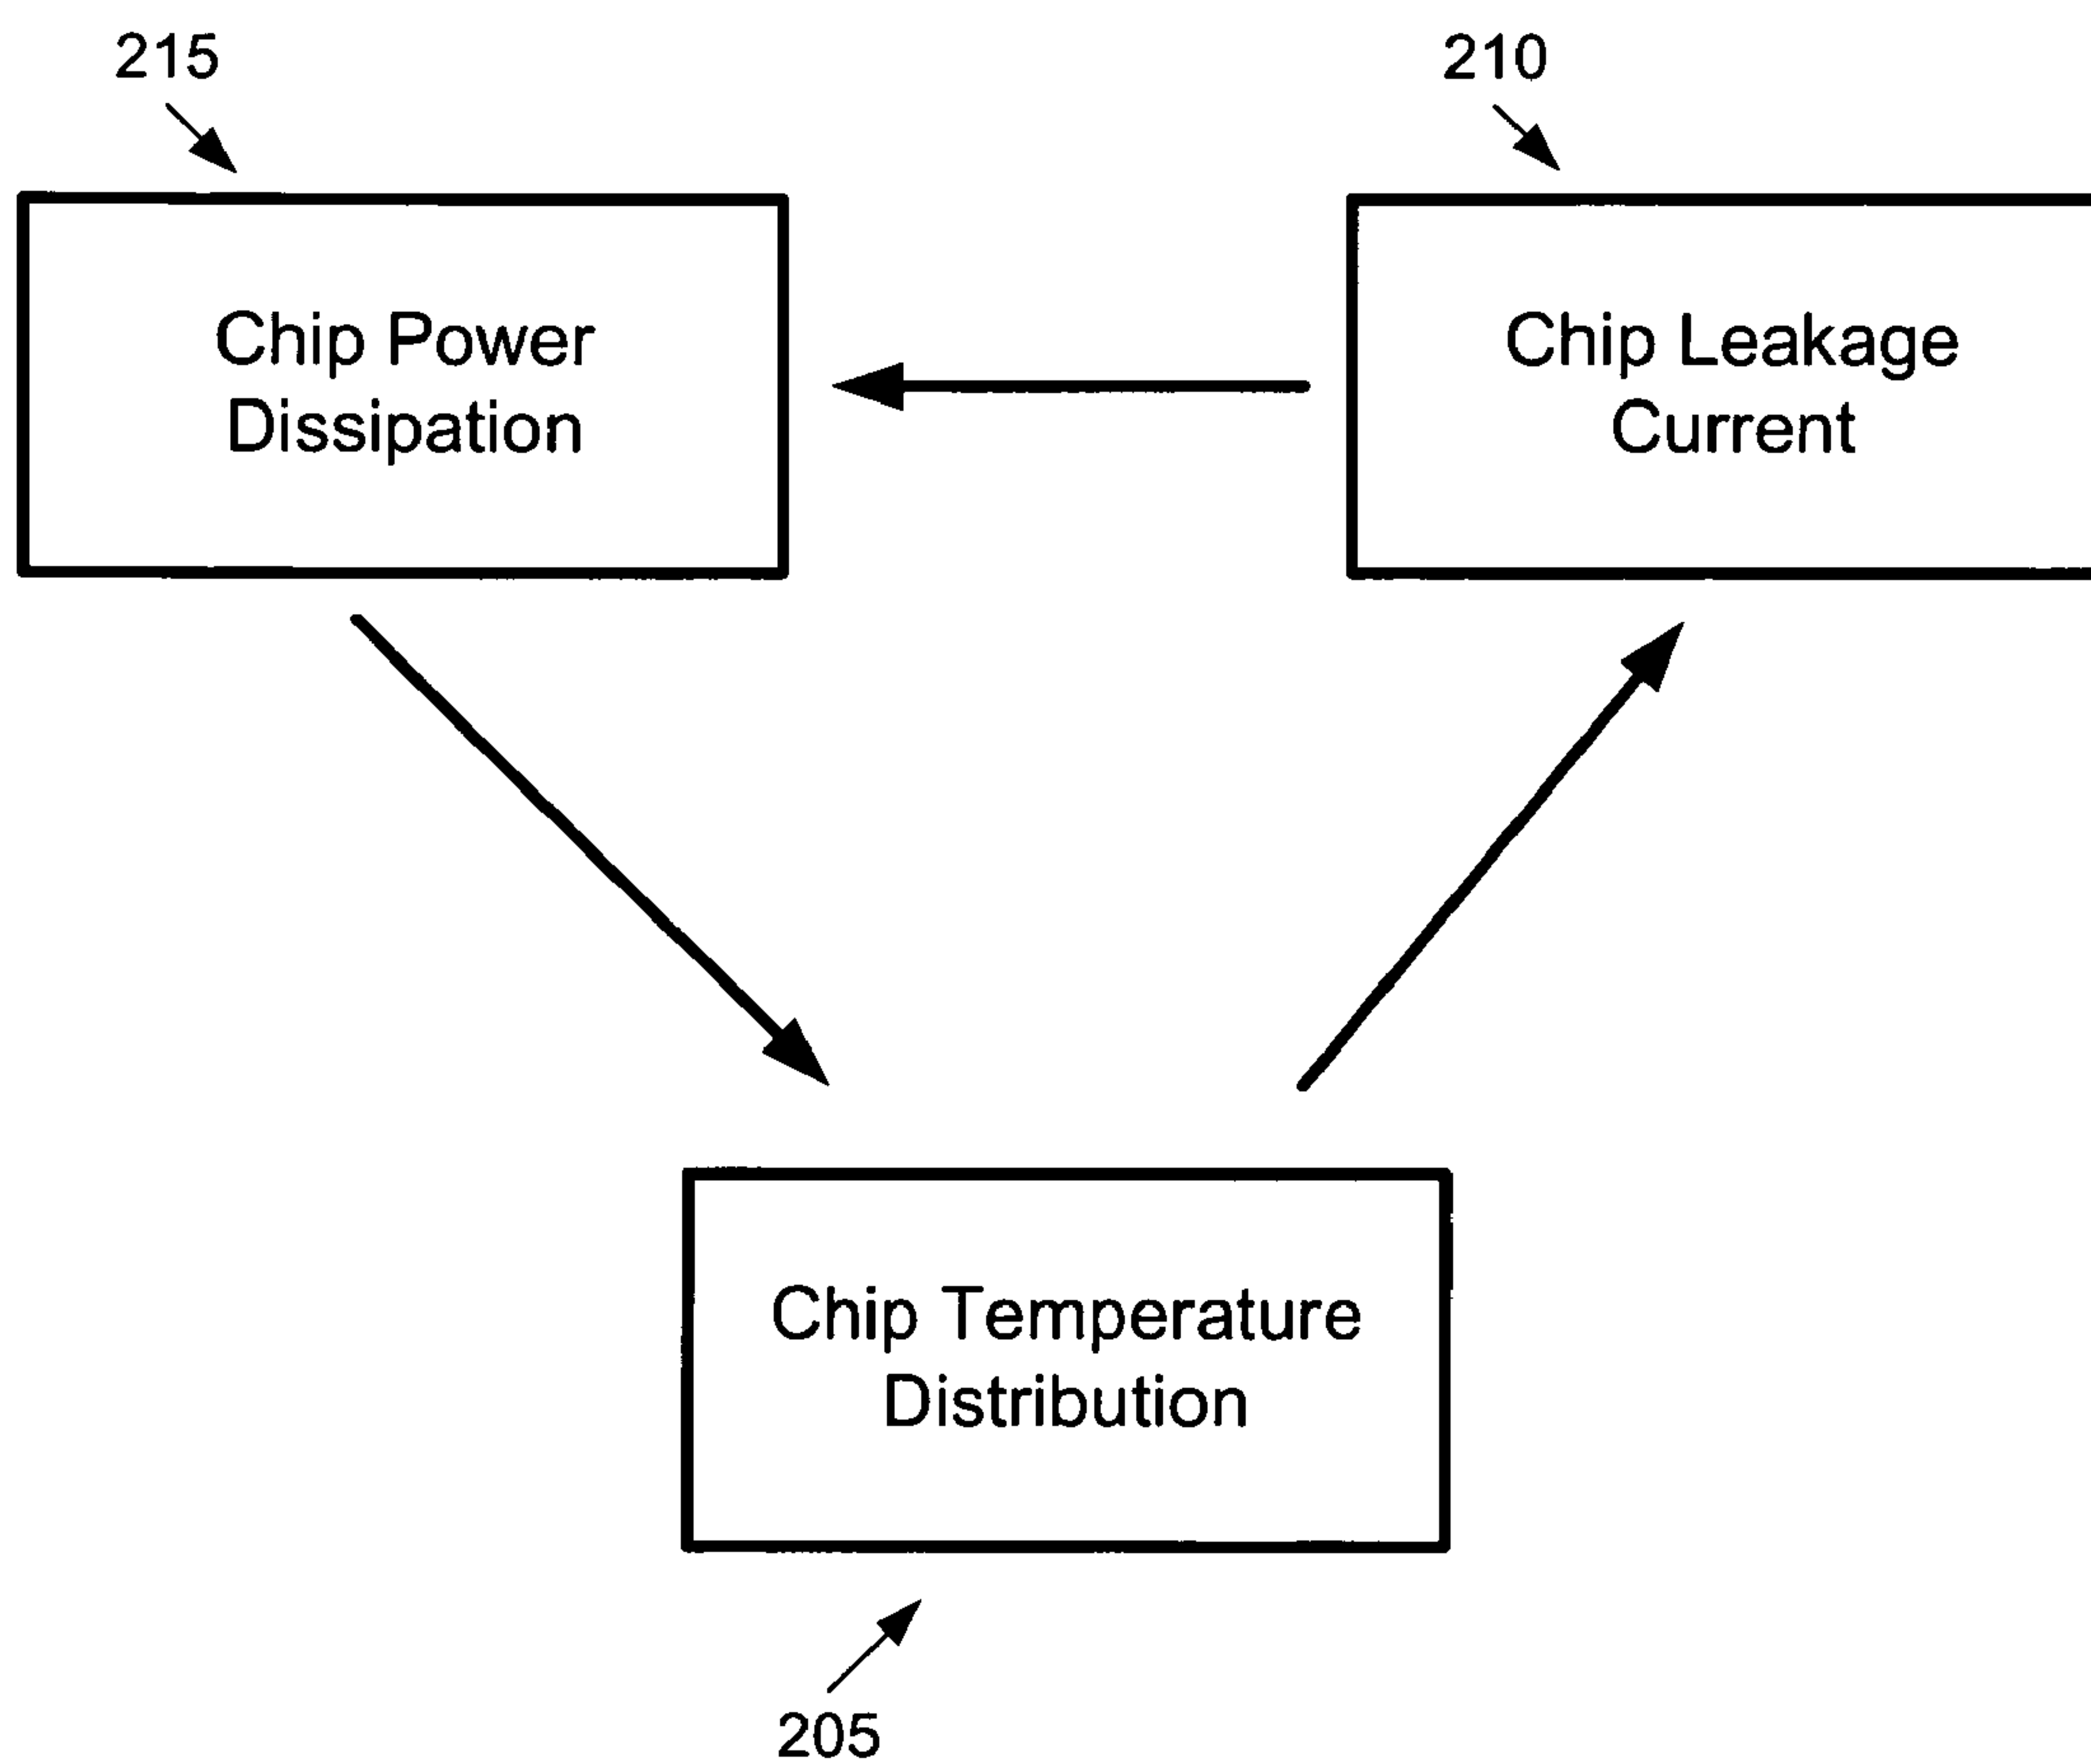 215
210
Chip Power
Dissipation
Chip Leakage
Current
Chip Temperature
Distribution
205